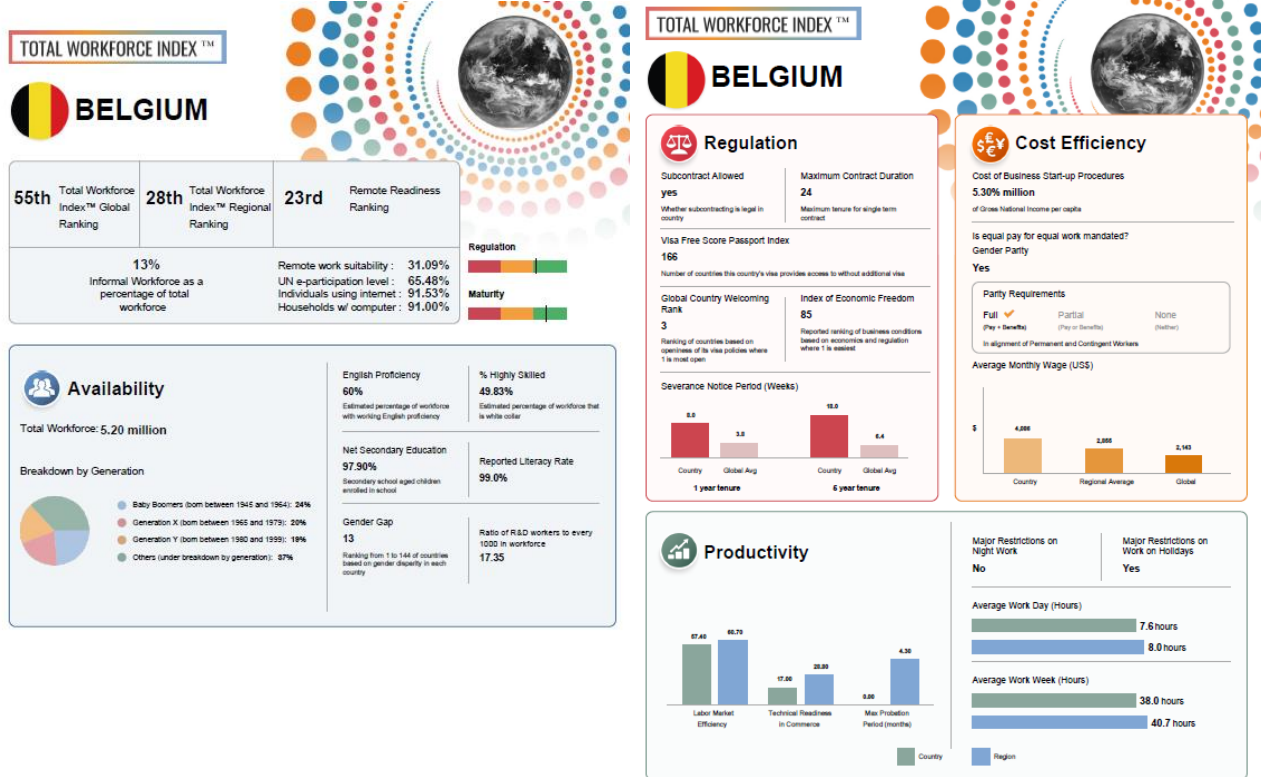 TOTAL WORKFORCE INDEX ™
BELGIUM
55th Total Workforce
Index™ Global
Ranking
28th Total Workforce
Index™ Regional
Ranking
23rd Remote Readiness
Ranking
13%
Informal Workforce as a
percentage of total
workforce
Remote work suitability : 31.09%
UN e-participation level : 65.48%
Individuals using internet : 91.53%
Households w/ computer : 91.00%
Regulation
Maturity
Availability
Total Workforce: 5.20 million
Breakdown by Generation
Baby Boomers (born between 1945 and 1964): 24%
Generation X (born between 1965 and 1979): 20%
Generation Y (born between 1980 and 1999): 19%
Others (under breakdown by generation): 37%
English Proficiency
60%
Estimated percentage of workforce
with working English proficiency
% Highly Skilled
49.83%
Estimated percentage of workforce that
is white collar
Net Secondary Education
97.90%
Secondary school aged children
enrolled in school
Reported Literacy Rate
99.0%
Gender Gap
13
Ranking from 1 to 144 of countries
based on gender disparity in each
country
Ratio of R&D workers to every
1000 in workforce
17.35
TOTAL WORKFORCE INDEX ™
BELGIUM
Regulation
Subcontract Allowed
yes
Whether subcontracting is legal in
country
Maximum Contract Duration
24
Maximum tenure for single term
contract
Visa Free Score Passport Index
166
Number of countries this country's visa provides access to without additional visa
Global Country Welcoming
Rank
3
Ranking of countries based on
openness of its visa policies where
1 is most open
Index of Economic Freedom
85
Reported ranking of business conditions
based on economics and regulation
where 1 is easiest
Severance Notice Period (Weeks)
18.0
Country Global Avg Country Global Avg
1 year tenure 5 year tenure
Cost Efficiency
Cost of Business Start-up Procedures
5.30% million
of Gross National Income per capita
Is equal pay for equal work mandated?
Gender Parity
Yes
Parity Requirements
Full Partial None
(Pay + Benefits) (Pay or Benefits) (Neither)
In alignment of Permanent and Contingent Workers
Average Monthly Wage (US$)
$
2,143
Country Regional Average Global
Productivity
57.40 60.70 17.00 0.00 4.30
Labor Market
Efficiency
Technical Readiness
in Commerce
Max Probation
Period (months)
Major Restrictions on
Night Work
No
Major Restrictions on
Work on Holidays
Yes
Average Work Day (Hours)
7.6 hours
8.0 hours
Average Work Week (Hours)
38.0 hours
40.7 hours
Country Region